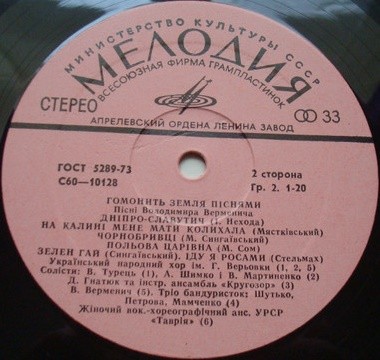 МИНИСТЕРСТВО КУЛЬТУРЫ СССР
МЕЛОДИЯ
ВСЕСОЮЗНАЯ ФИРМА ГРАМПЛАСТИНОК
СТЕРЕО 33
АПРЕЛЕВСКИЙ ОРДЕНА ЛЕНИНА ЗАВОД
ГОСТ 5289-73 2 сторона
С60—10128 Гр. 2. 1-20
ГОМОНИТЬ ЗЕМЛЯ ПІСНЯМИ
Пісні Володимира Верменича
ДНІПРО-СЛАВУТИЧ (І. Нехода)
НА КАЛИНІ МЕНЕ МАТИ КОЛИХАЛА (Мастківський)
ЧОРНОБРИВЦІ (М. Сингаївський)
ПОЛЬОВА ЦАРІВНА (М. Сом)
ЗЕЛЕН ГАЙ (Сингаївський), ІДУ Я РОСАМИ (Стельмах)
Український народний хор ім. Г. Верьовки (1, 2, 5)
Солісти: В. Турець (1), А. Шимко і В. Мартиненко (2)
Д. Гнатюк та інстр. ансамбль «Кругозор» (3)
В. Верменич (5). Тріо бандуристок: Шутько,
Петрова, Мамченко (4)
Жіночий вок.-хореографічний анс. УРСР
«Таврія» (6)